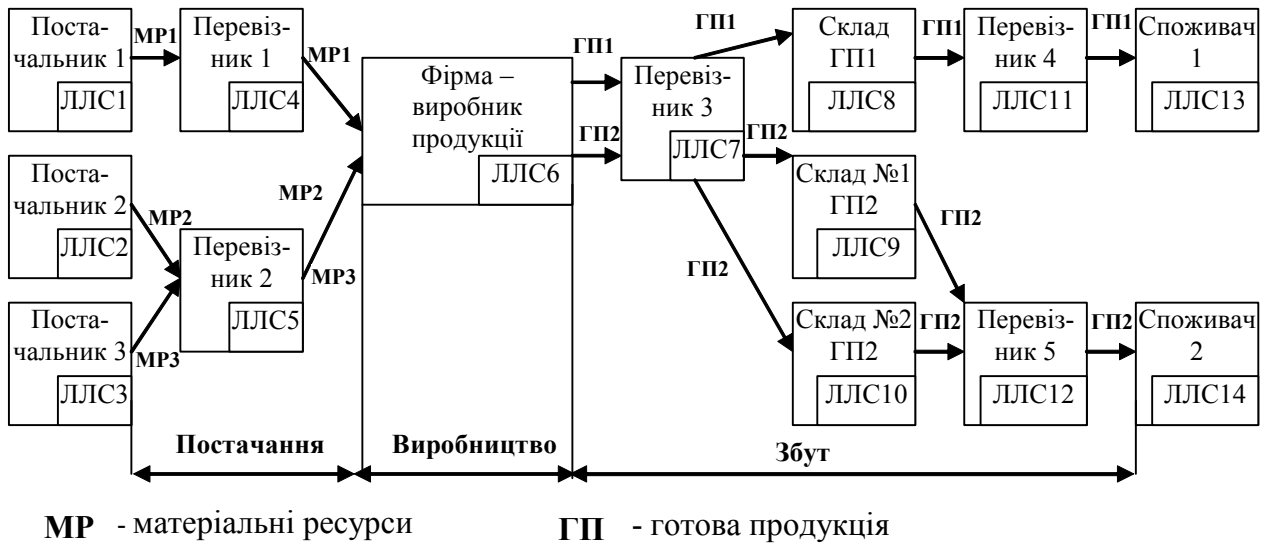 Поста-
чальник 1
ЛЛС1
МР1
Перевіз-
ник 1
ЛЛС4
МР1
Поста-
чальник 2
ЛЛС2
МР2
Поста-
чальник 3
ЛЛС3
МР3
Перевіз-
ник 2
ЛЛС5
МР2
МР3
Фірма –
виробник
продукції
ЛЛС6
ГП1
ГП2
Перевіз-
ник 3
ЛЛС7
ГП1
ГП2
ГП2
Склад
ГП1
ЛЛС8
ГП1
Перевіз-
ник 4
ЛЛС11
ГП1
Споживач
1
ЛЛС13
Склад №1
ГП2
ЛЛС9
ГП2
Склад №2
ГП2
ЛЛС10
ГП2
Перевіз-
ник 5
ЛЛС12
ГП2
Споживач
2
ЛЛС14
Постачання
Виробництво
Збут
МР - матеріальні ресурси
ГП - готова продукція